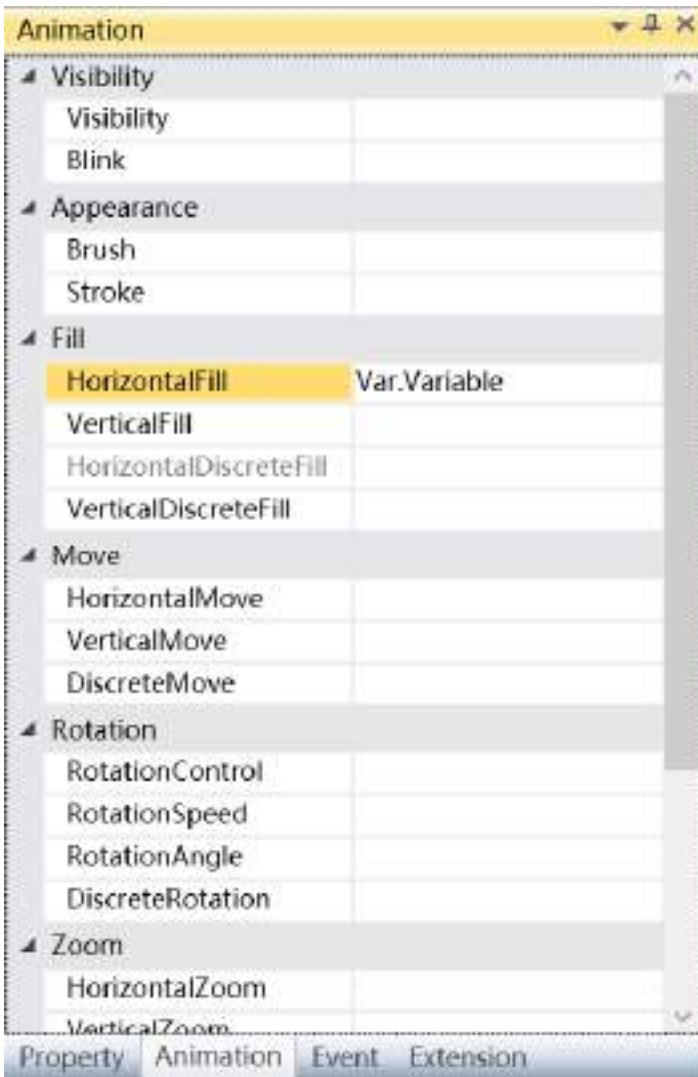 Animation
Visibility
Visibility
Blink
Appearance
Brush
Stroke
Fill
HorizontalFill Var.Variable
VerticalFill
HorizontalDiscreteFill
VerticalDiscreteFill
Move
HorizontalMove
VerticalMove
DiscreteMove
Rotation
RotationControl
RotationSpeed
RotationAngle
DiscreteRotation
Zoom
HorizontalZoom
VerticalZoom
Property Animation Event Extension